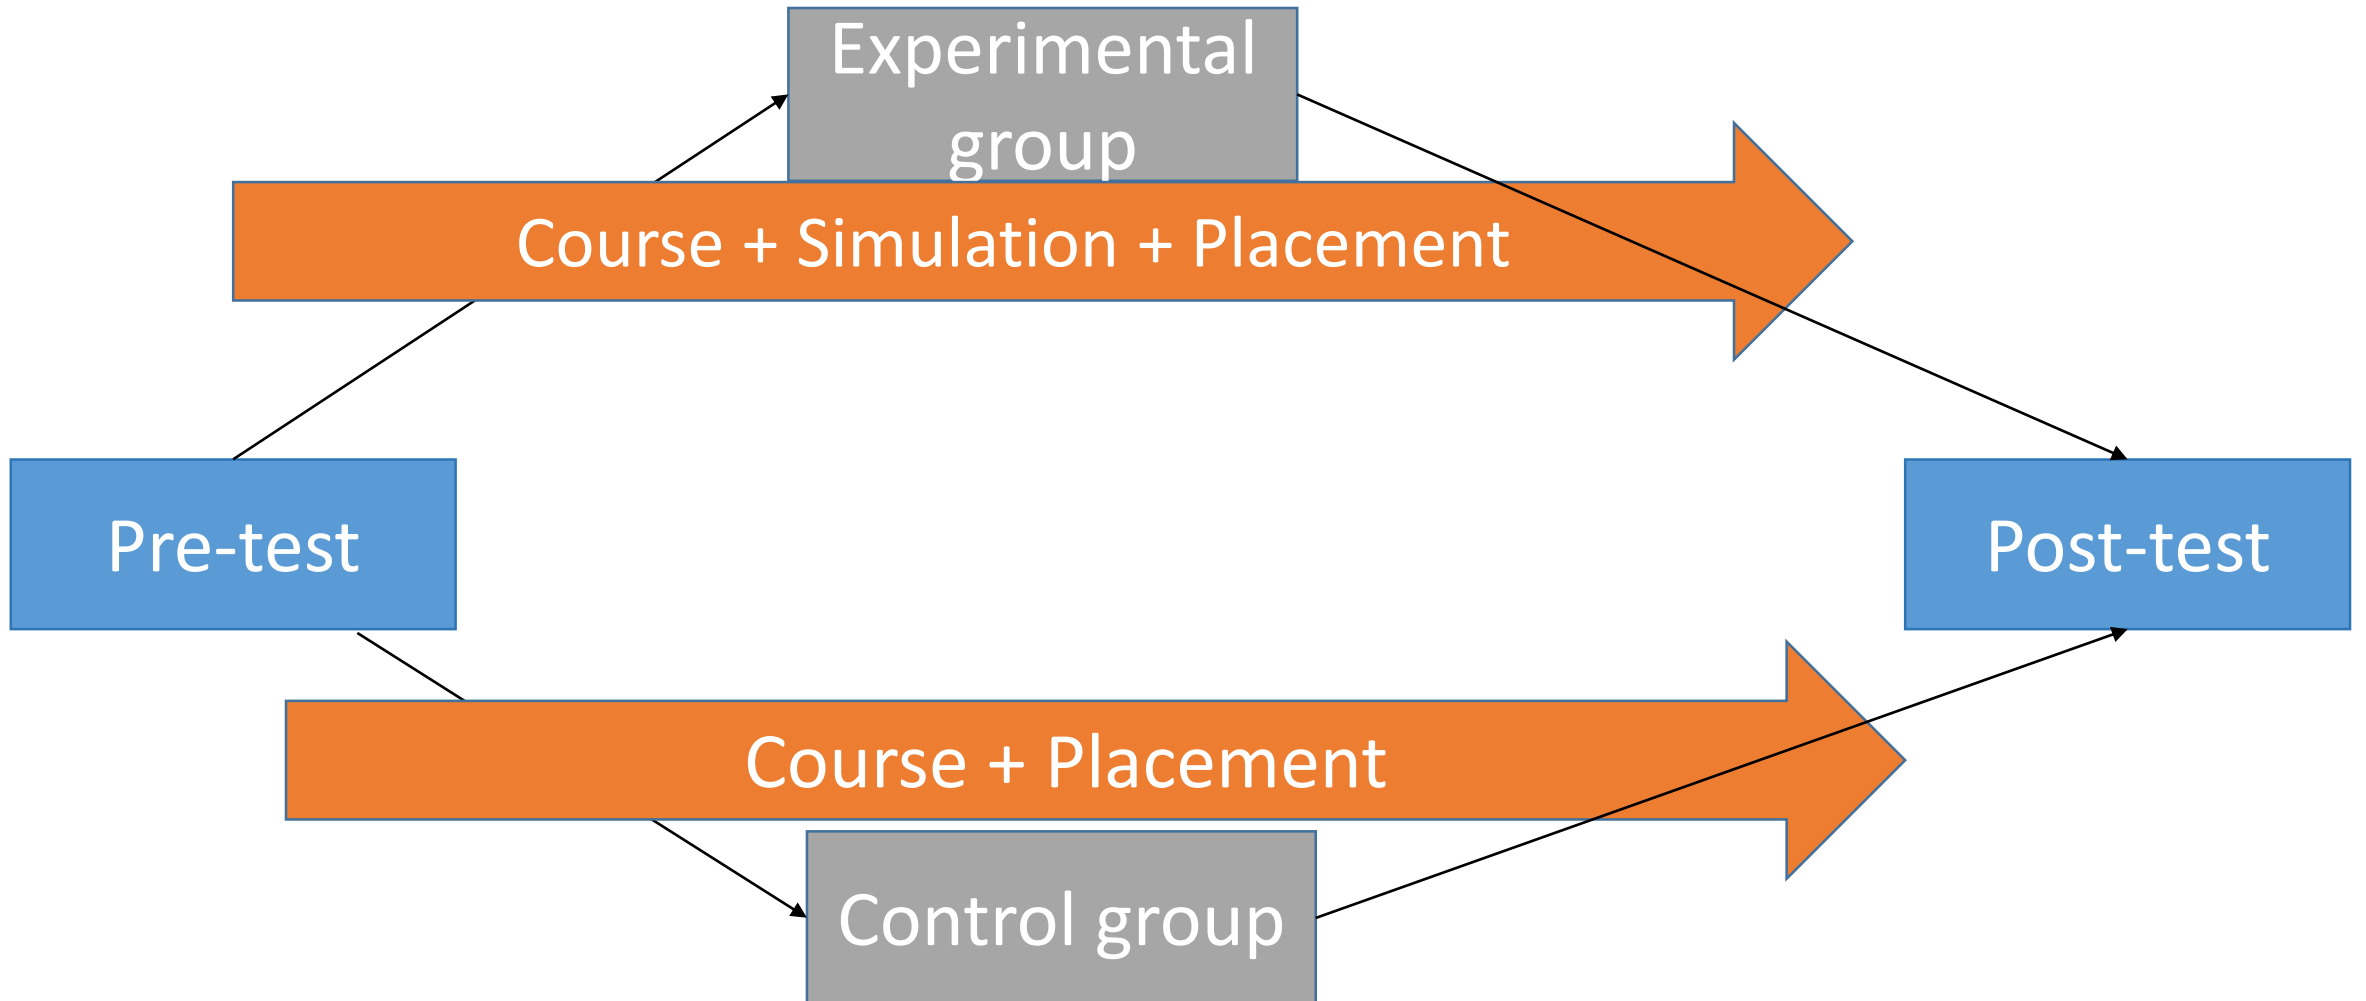 Experimental
group
Course + Simulation + Placement
Pre-test
Post-test
Course + Placement
Control group